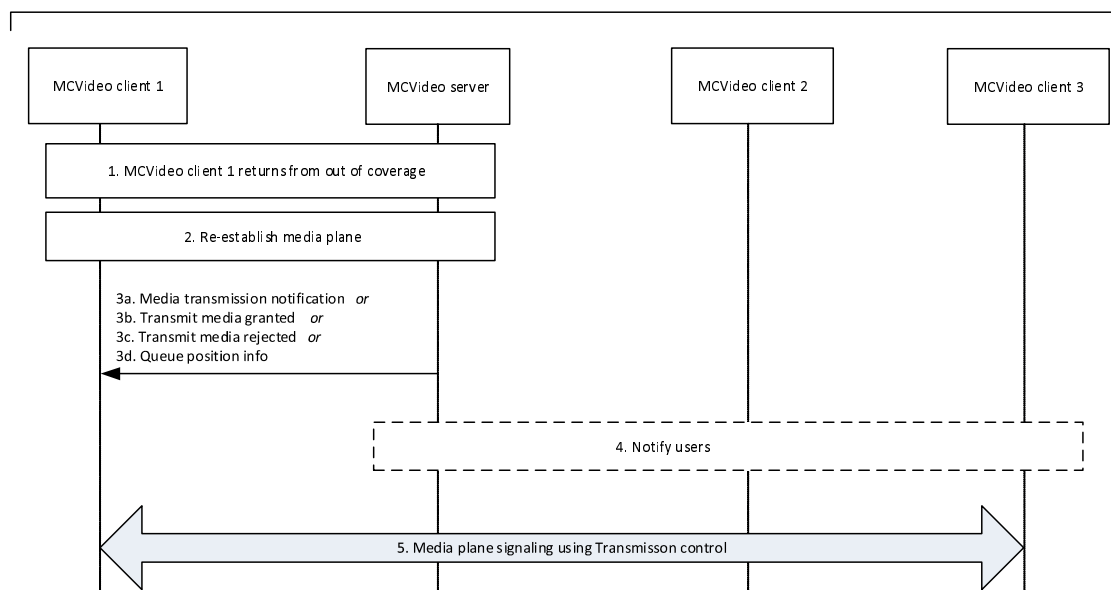 MCVideo client 1
MCVideo server
MCVideo client 2
MCVideo client 3
1. MCVideo client 1 returns from out of coverage
2. Re-establish media plane
3a. Media transmission notification or
3b. Transmit media granted or
3c. Transmit media rejected or
3d. Queue position info
4. Notify users
5. Media plane signaling using Transmisson control